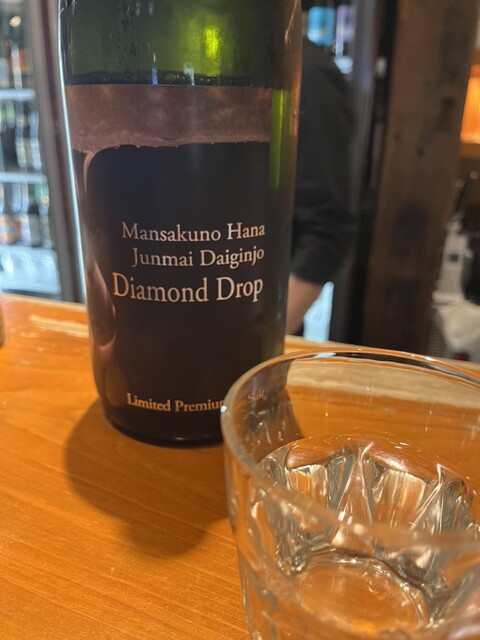 Mansakuno Hana
Junmai Daiginjo
Diamond Drop
Limited Premium